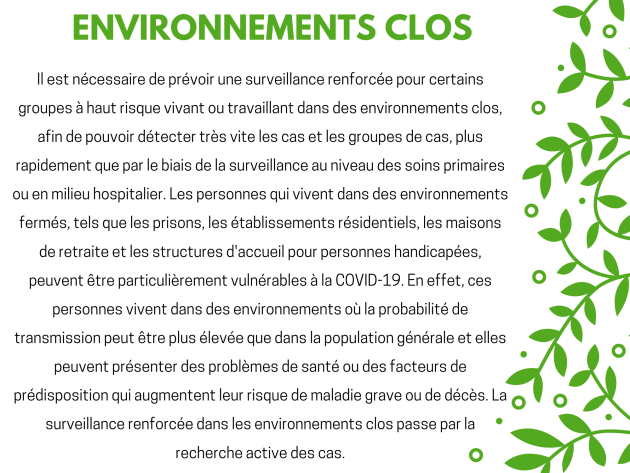 ENVIRONNEMENTS CLOS
Il est nécessaire de prévoir une surveillance renforcée pour certains
groupes à haut risque vivant ou travaillant dans des environnements clos,
afin de pouvoir détecter très vite les cas et les groupes de cas, plus
rapidement que par le biais de la surveillance au niveau des soins primaires
ou en milieu hospitalier. Les personnes qui vivent dans des environnements
fermés, tels que les prisons, les établissements résidentiels, les maisons
de retraite et les structures d'accueil pour personnes handicapées,
peuvent être particulièrement vulnérables à la COVID-19. En effet, ces
personnes vivent dans des environnements où la probabilité de
transmission peut être plus élevée que dans la population générale et elles
peuvent présenter des problèmes de santé ou des facteurs de
prédisposition qui augmentent leur risque de maladie grave ou de décès. La
surveillance renforcée dans les environnements clos passe par la
recherche active des cas.